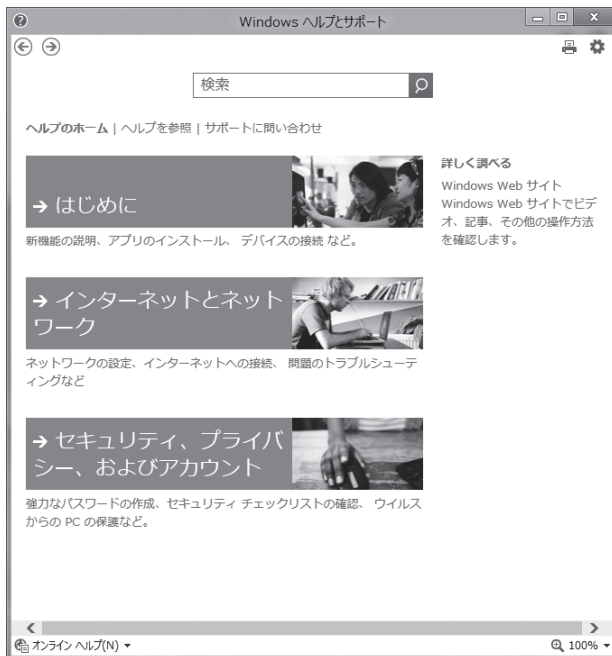 Windows ヘルプとサポート
検索
ヘルプのホーム | ヘルプを参照 | サポートに問い合わせ
→ はじめに
新機能の説明、アプリのインストール、 デバイスの接続 など。
→ インターネットとネット
ワーク
ネットワークの設定、インターネットへの接続、 問題のトラブルシューテ
ィングなど
→ セキュリティ、プライバ
シー、およびアカウント
強力なパスワードの作成、セキュリティ チェックリストの確認、 ウイルス
からの PC の保護など。
詳しく調べる
Windows Web サイト
Windows Web サイトでビデ
オ、記事、その他の操作方法
を確認します。
オンライン ヘルプ(N)
100%